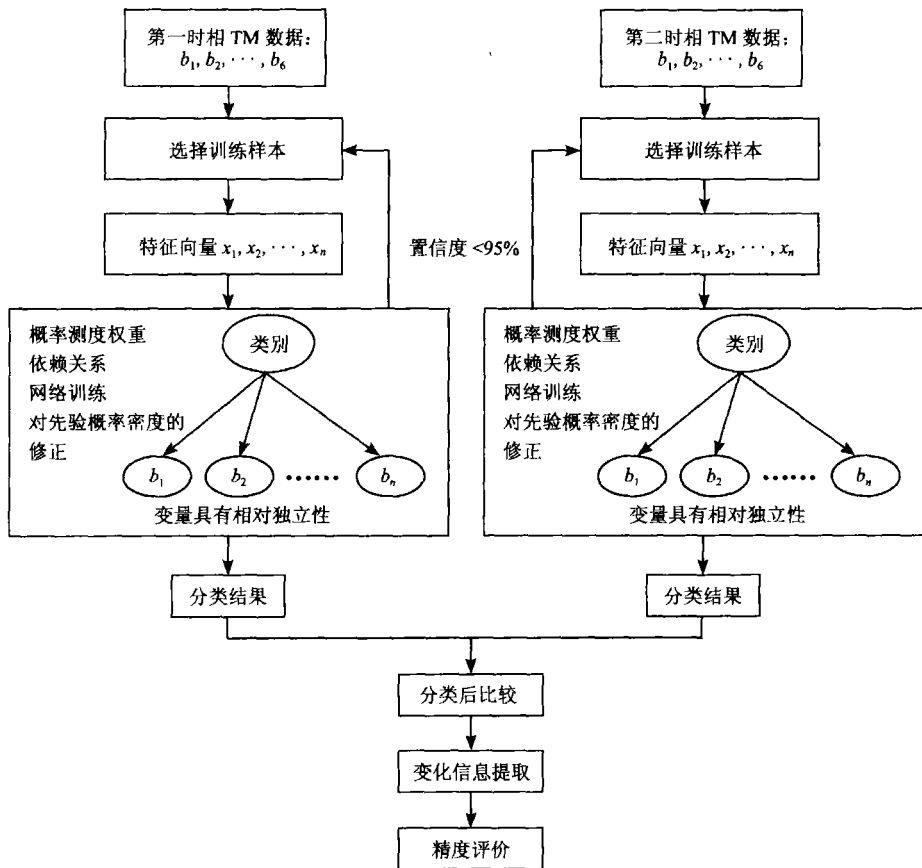 第一时相 TM 数据：
b₁, b₂, ···, b₆
选择训练样本
特征向量 x₁, x₂, ···, xₙ
概率测度权重
依赖关系
网络训练
对先验概率密度的
修正
类别
b₁ b₂ ······ bₙ
变量具有相对独立性
分类结果
置信度 <95%
第二时相 TM 数据：
b₁, b₂, ···, b₆
选择训练样本
特征向量 x₁, x₂, ···, xₙ
概率测度权重
依赖关系
网络训练
对先验概率密度的
修正
类别
b₁ b₂ ······ bₙ
变量具有相对独立性
分类结果
分类后比较
变化信息提取
精度评价